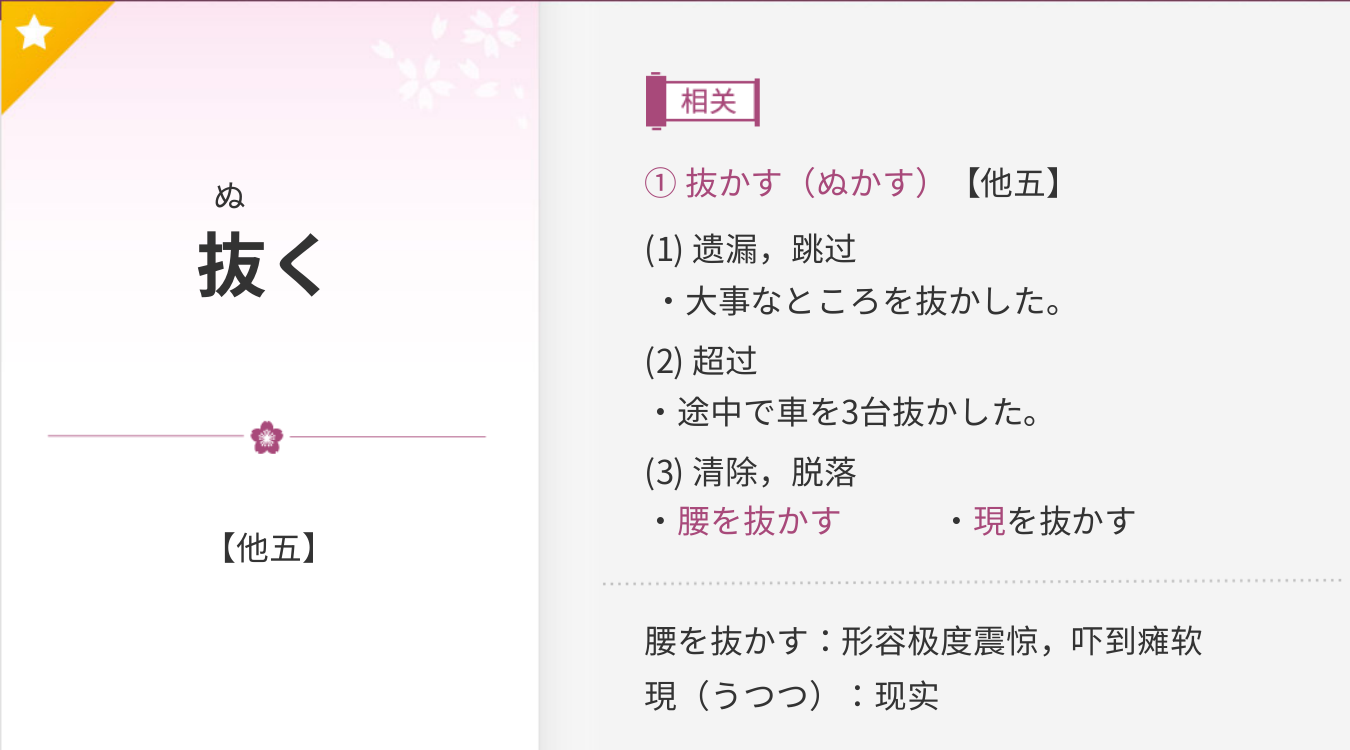 ぬ
抜く
【他五】
相关
① 抜かす（ぬかす）【他五】
(1) 遗漏，跳过
・大事なところを抜かした。
(2) 超过
・途中で車を3台抜かした。
(3) 清除，脱落
・腰を抜かす ・現を抜かす
腰を抜かす：形容极度震惊，吓到瘫软
現（うつつ）：现实